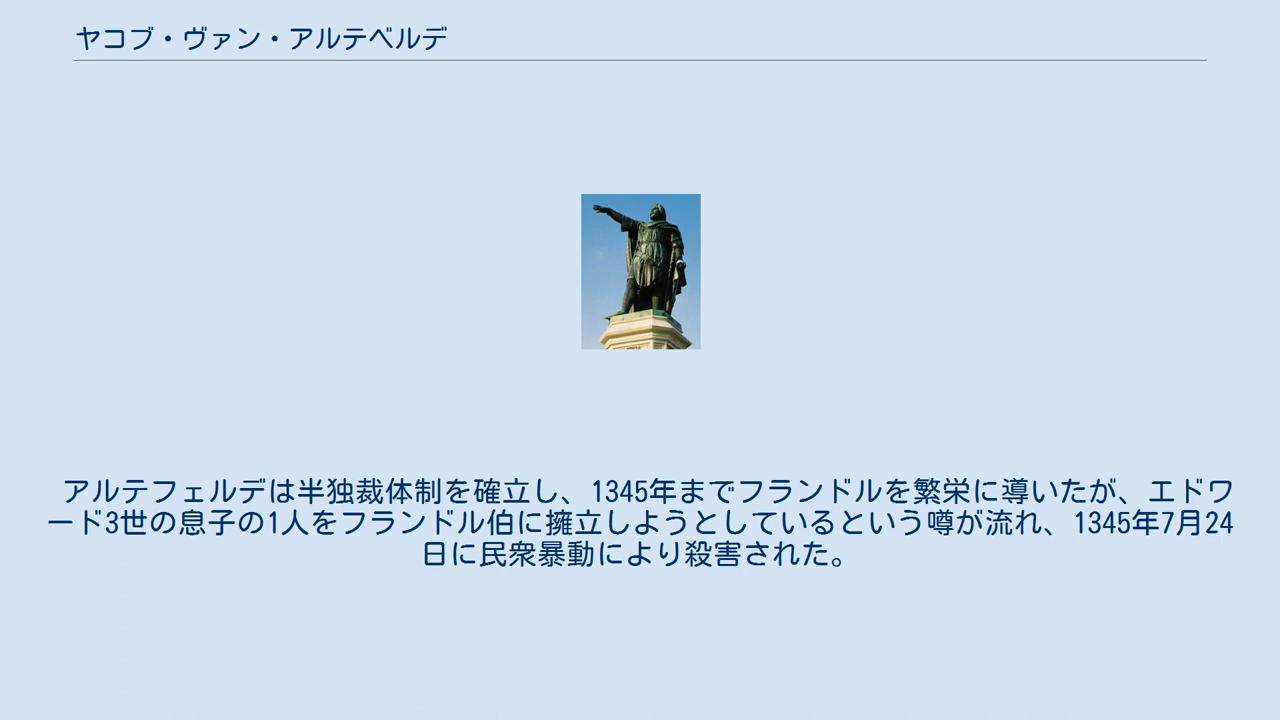 ヤコブ・ヴァン・アルテベルデ
アルテフェルデは半独裁体制を確立し、1345年までフランドルを繁栄に導いたが、エドワ
ード3世の息子の1人をフランドル伯に擁立しようとしているという噂が流れ、1345年7月24
日に民衆暴動により殺害された。